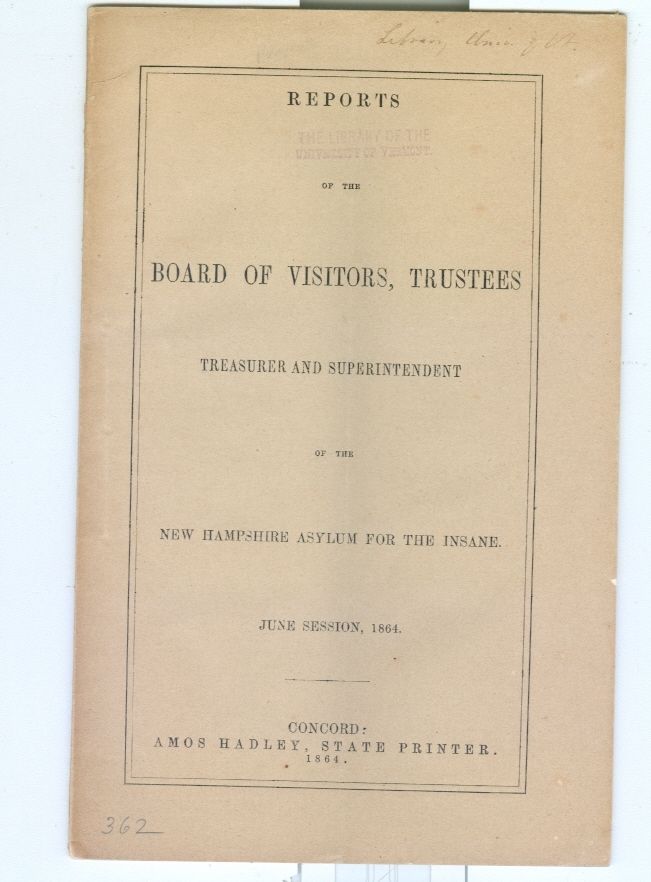 Library Univ. of Vt.
REPORTS
THE LIBRARY OF THE
UNIVERSITY OF VERMONT.
OF THE
BOARD OF VISITORS, TRUSTEES
TREASURER AND SUPERINTENDENT
OF THE
NEW HAMPSHIRE ASYLUM FOR THE INSANE.
JUNE SESSION, 1864.
CONCORD:
AMOS HADLEY, STATE PRINTER.
1864.
362